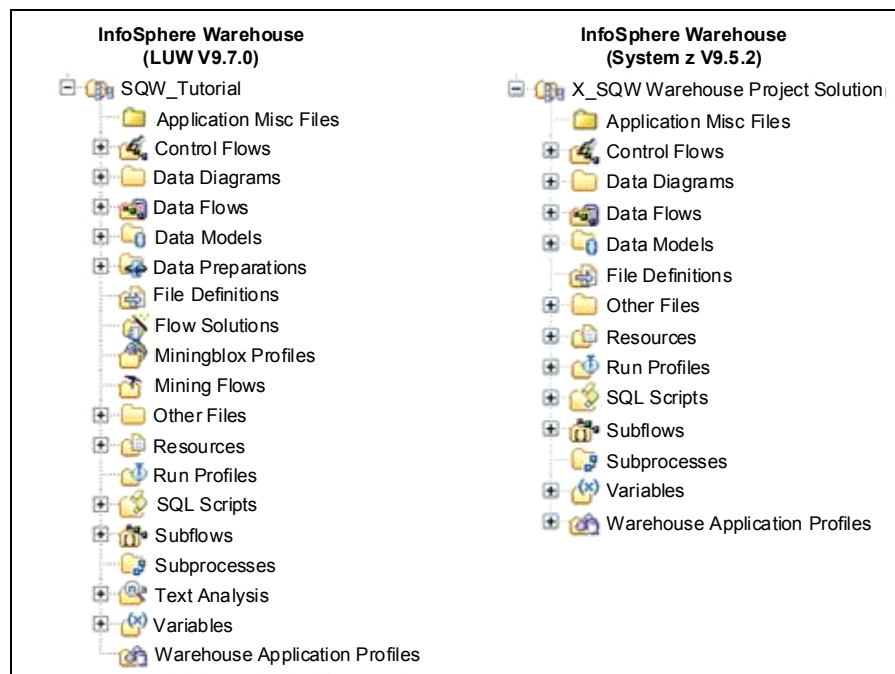 InfoSphere Warehouse
(LUW V9.7.0)
SQW_Tutorial
Application Misc Files
Control Flows
Data Diagrams
Data Flows
Data Models
Data Preparations
File Definitions
Flow Solutions
Miningblox Profiles
Mining Flows
Other Files
Resources
Run Profiles
SQL Scripts
Subflows
Subprocesses
Text Analysis
Variables
Warehouse Application Profiles
InfoSphere Warehouse
(System z V9.5.2)
X_SQW Warehouse Project Solution
Application Misc Files
Control Flows
Data Diagrams
Data Flows
Data Models
File Definitions
Other Files
Resources
Run Profiles
SQL Scripts
Subflows
Subprocesses
Variables
Warehouse Application Profiles